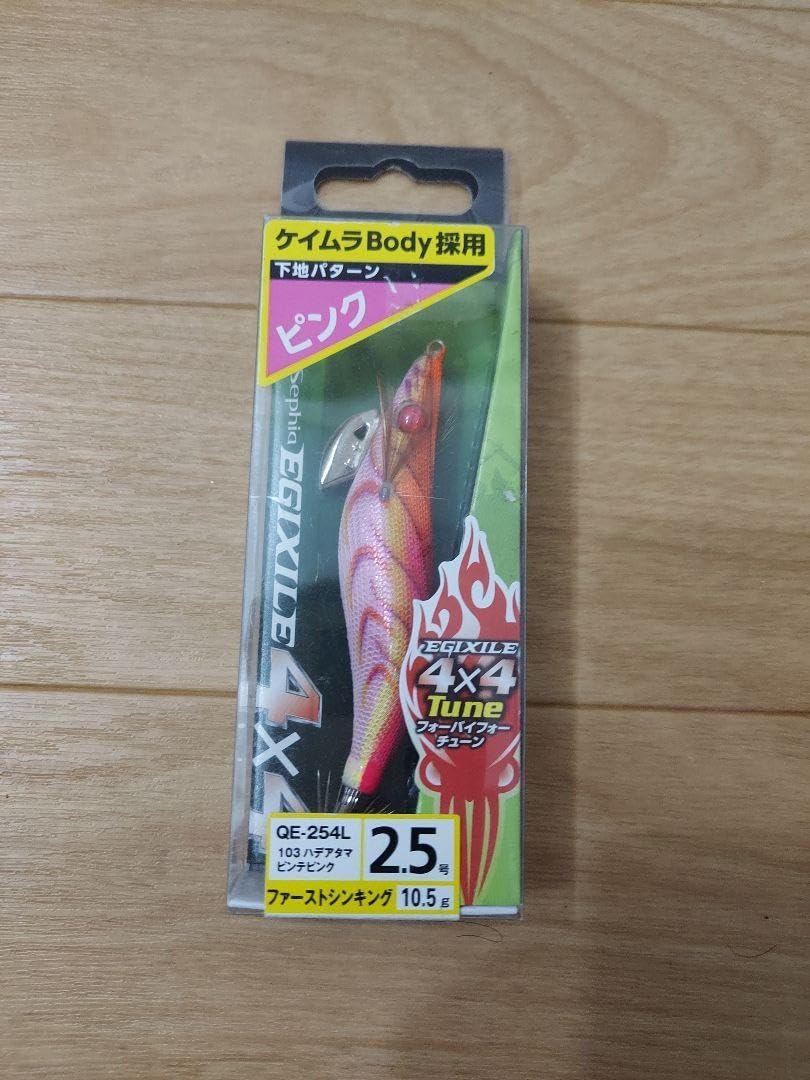 ケイムラBody採用
下地パターン
ピンク
Sephia EGIXILE 4×4
EGIXILE
4×4
Tune
フォーバイフォー
チューン
QE-254L
103 ハデアタマ
ピンテピンク
2.5号
ファーストシンキング 10.5g